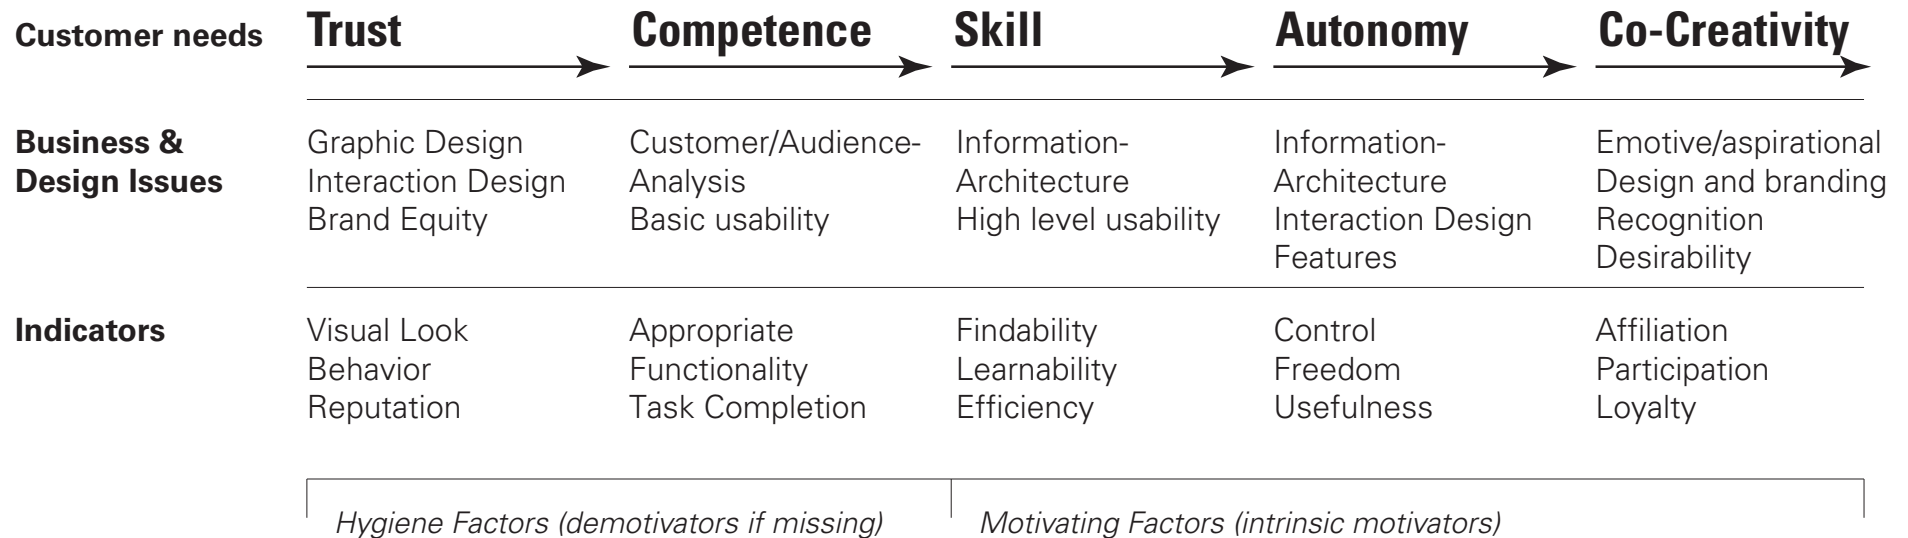 Customer needs Trust Competence Skill Autonomy Co-Creativity
Business & Design Issues
Graphic Design
Interaction Design
Brand Equity
Customer/Audience-
Analysis
Basic usability
Information-
Architecture
High level usability
Information-
Architecture
Interaction Design
Features
Emotive/aspirational
Design and branding
Recognition
Desirability
Indicators
Visual Look
Behavior
Reputation
Appropriate
Functionality
Task Completion
Findability
Learnability
Efficiency
Control
Freedom
Usefulness
Affiliation
Participation
Loyalty
Hygiene Factors (demotivators if missing)
Motivating Factors (intrinsic motivators)